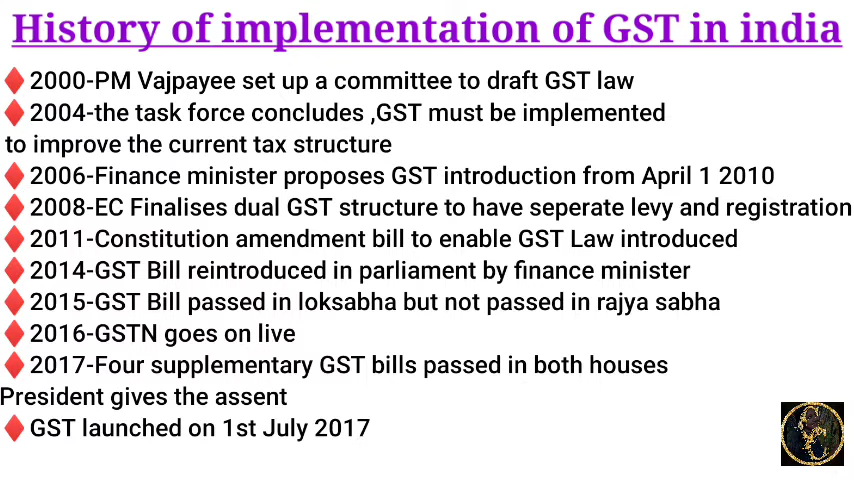 History of implementation of GST in india
♦️2000-PM Vajpayee set up a committee to draft GST law
♦️2004-the task force concludes ,GST must be implemented
to improve the current tax structure
♦️2006-Finance minister proposes GST introduction from April 1 2010
♦️2008-EC Finalises dual GST structure to have seperate levy and registration
♦️2011-Constitution amendment bill to enable GST Law introduced
♦️2014-GST Bill reintroduced in parliament by finance minister
♦️2015-GST Bill passed in loksabha but not passed in rajya sabha
♦️2016-GSTN goes on live
♦️2017-Four supplementary GST bills passed in both houses
President gives the assent
♦️GST launched on 1st July 2017